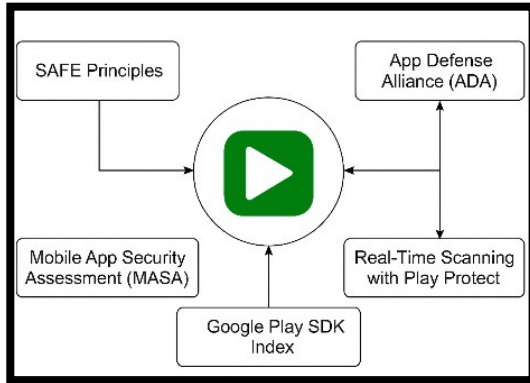 SAFE Principles
App Defense
Alliance (ADA)
Mobile App Security
Assessment (MASA)
Real-Time Scanning
with Play Protect
Google Play SDK
Index